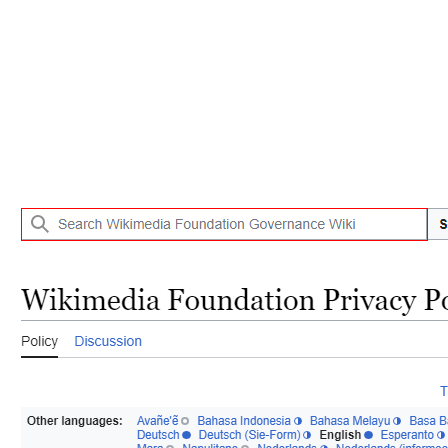 Search Wikimedia Foundation Governance Wiki
Wikimedia Foundation Privacy
Policy Discussion
Other languages: Avañe'ẽ Bahasa Indonesia Bahasa Melayu Basa
Deutsch Deutsch (Sie-Form) English Esperanto
Nederlands